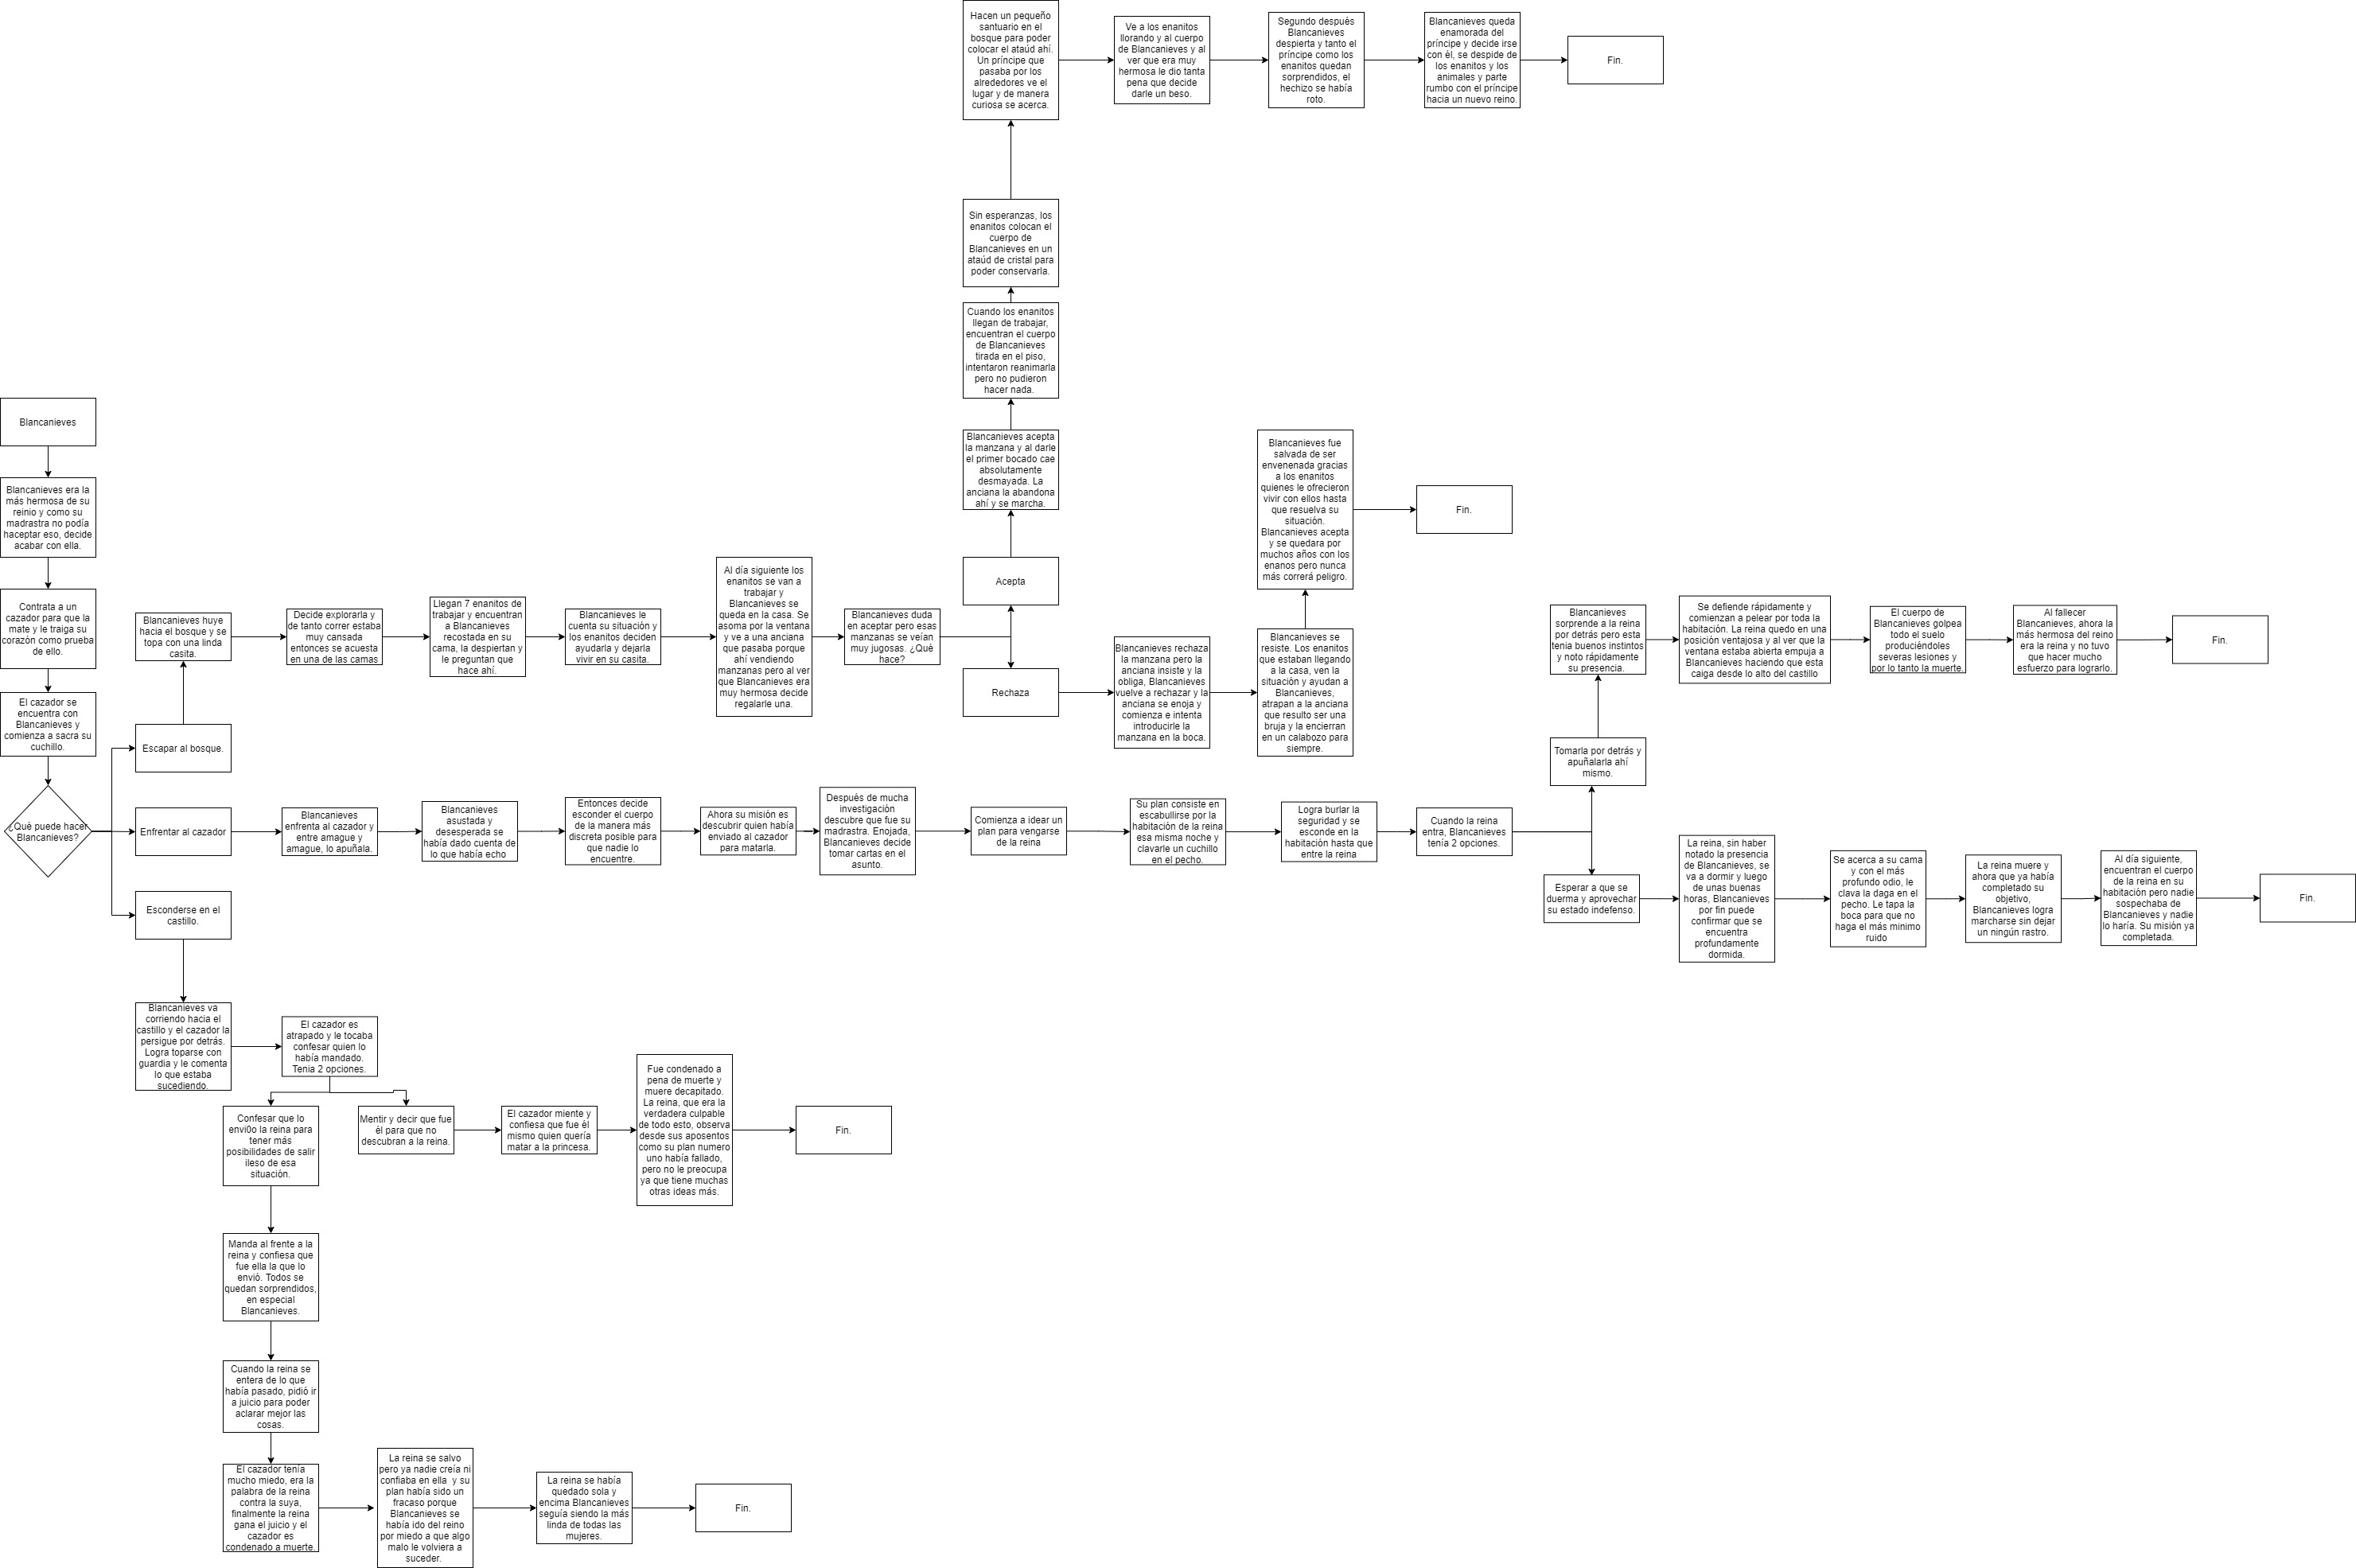 Blancanieves
Blancanieves era la
más hermosa de su
reinio y como su
madrastra no podía
haceptar eso, decide
acabar con ella.
Contrata a un
cazador para que la
mate y le traiga su
corazón como prueba
de ello.
El cazador se
encuentra con
Blancanieves y
comienza a sacra su
cuchillo.
¿Qué puede hacer
Blancanieves?
Escapar al bosque.
Blancanieves huye
hacia el bosque y se
topa con una linda
casita.
Decide explorarla y
de tanto correr estaba
muy cansada
entonces se acuesta
en una de las camas
Llegan 7 enanitos de
trabajar y encuentran
a Blancanieves
recostada en su
cama, la despiertan y
le preguntan que
hace ahí.
Blancanieves le
cuenta su situación y
los enanitos deciden
ayudarla y dejarla
vivir en su casita.
Al día siguiente los
enanitos se van a
trabajar y
Blancanieves se
queda en la casa. Se
asoma por la ventana
y ve a una anciana
que pasaba porque
ahí vendiendo
manzanas pero al ver
que Blancanieves era
muy hermosa decide
regalarle una.
Blancanieves duda
en aceptar pero esas
manzanas se veían
muy jugosas. ¿Qué
hace?
Acepta
Blancanieves acepta
la manzana y al darle
el primer bocado cae
absolutamente
desmayada. La
anciana la abandona
ahí y se marcha.
Cuando los enanitos
llegan de trabajar,
encuentran el cuerpo
de Blancanieves
tirada en el piso,
intentaron reanimarla
pero no pudieron
hacer nada.
Sin esperanzas, los
enanitos colocan el
cuerpo de
Blancanieves en un
ataúd de cristal para
poder conservarla.
Hacen un pequeño
santuario en el
bosque para poder
colocar el ataúd ahí.
Un príncipe que
pasaba por los
alrededores ve el
lugar y de manera
curiosa se acerca.
Ve a los enanitos
llorando y al cuerpo
de Blancanieves y al
ver que era muy
hermosa le dio tanta
pena que decide
darle un beso.
Segundo después
Blancanieves
despierta y tanto el
príncipe como los
enanitos quedan
sorprendidos, el
hechizo se había
roto.
Blancanieves queda
enamorada del
príncipe y decide irse
con él, se despide de
los enanitos y los
animales y parte
rumbo con el príncipe
hacia un nuevo reino.
Fin.
Rechaza
Blancanieves rechaza
la manzana pero la
anciana insiste y la
obliga, Blancanieves
vuelve a rechazar y la
anciana se enoja y
comienza e intenta
introducirle la
manzana en la boca.
Blancanieves se
resiste. Los enanitos
que estaban llegando
a la casa, ven la
situación y ayudan a
Blancanieves,
atrapan a la anciana
que resulto ser una
bruja y la encierran
en un calabozo para
siempre.
Blancanieves fue
salvada de ser
envenenada gracias
a los enanitos
quienes le ofrecieron
vivir con ellos hasta
que resuelva su
situación.
Blancanieves acepta
y se quedara por
muchos años con los
enanos pero nunca
más correrá peligro.
Fin.
Enfrentar al cazador
Blancanieves
enfrenta al cazador y
entre amague y
amague, lo apuñala.
Blancanieves
asustada y
desesperada se
había dado cuenta de
lo que había echo
Entonces decide
esconder el cuerpo
de la manera más
discreta posible para
que nadie lo
encuentre.
Ahora su misión es
descubrir quien había
enviado al cazador
para matarla.
Después de mucha
investigación
descubre que fue su
madrastra. Enojada,
Blancanieves decide
tomar cartas en el
asunto.
Comienza a idear un
plan para vengarse
de la reina
Su plan consiste en
escabullirse por la
habitación de la reina
esa misma noche y
clavarle un cuchillo
en el pecho.
Logra burlar la
seguridad y se
esconde en la
habitación hasta que
entre la reina
Cuando la reina
entra, Blancanieves
tenía 2 opciones.
Tomarla por detrás y
apuñalarla ahí
mismo.
Blancanieves
sorprende a la reina
por detrás pero esta
tenia buenos instintos
y noto rápidamente
su presencia.
Se defiende rápidamente y
comienzan a pelear por toda la
habitación. La reina quedo en una
posición ventajosa y al ver que la
ventana estaba abierta empuja a
Blancanieves haciendo que esta
caiga desde lo alto del castillo
El cuerpo de
Blancanieves golpea
todo el suelo
produciéndoles
severas lesiones y
por lo tanto la muerte.
Al fallecer
Blancanieves, ahora la
más hermosa del reino
era la reina y no tuvo
que hacer mucho
esfuerzo para lograrlo.
Fin.
Esperar a que se
duerma y aprovechar
su estado indefenso.
La reina, sin haber
notado la presencia
de Blancanieves, se
va a dormir y luego
de unas buenas
horas, Blancanieves
por fin puede
confirmar que se
encuentra
profundamente
dormida.
Se acerca a su cama
y con el más
profundo odio, le
clava la daga en el
pecho. Le tapa la
boca para que no
haga el más minimo
ruido
La reina muere y
ahora que ya había
completado su
objetivo,
Blancanieves logra
marcharse sin dejar
un ningún rastro.
Al día siguiente,
encuentran el cuerpo
de la reina en su
habitación pero nadie
sospechaba de
Blancanieves y nadie
lo haría. Su misión ya
completada.
Fin.
Esconderse en el
castillo.
Blancanieves va
corriendo hacia el
castillo y el cazador la
persigue por detrás.
Logra toparse con
guardia y le comenta
lo que estaba
sucediendo.
El cazador es
atrapado y le tocaba
confesar quien lo
había mandado.
Tenia 2 opciones.
Mentir y decir que fue
él para que no
descubran a la reina.
El cazador miente y
confiesa que fue él
mismo quien quería
matar a la princesa.
Fue condenado a
pena de muerte y
muere decapitado.
La reina, que era la
verdadera culpable
de todo esto, observa
desde sus aposentos
como su plan numero
uno había fallado,
pero no le preocupa
ya que tiene muchas
otras ideas más.
Fin.
Confesar que lo
envi0o la reina para
tener más
posibilidades de salir
ileso de esa
situación.
Manda al frente a la
reina y confiesa que
fue ella la que lo
envió. Todos se
quedan sorprendidos,
en especial
Blancanieves.
Cuando la reina se
entera de lo que
había pasado, pidió ir
a juicio para poder
aclarar mejor las
cosas.
El cazador tenía
mucho miedo, era la
palabra de la reina
contra la suya,
finalmente la reina
gana el juicio y el
cazador es
condenado a muerte.
La reina se salvo
pero ya nadie creía ni
confiaba en ella y su
plan había sido un
fracaso porque
Blancanieves se
había ido del reino
por miedo a que algo
malo le volviera a
suceder.
La reina se había
quedado sola y
encima Blancanieves
seguía siendo la más
linda de todas las
mujeres.
Fin.